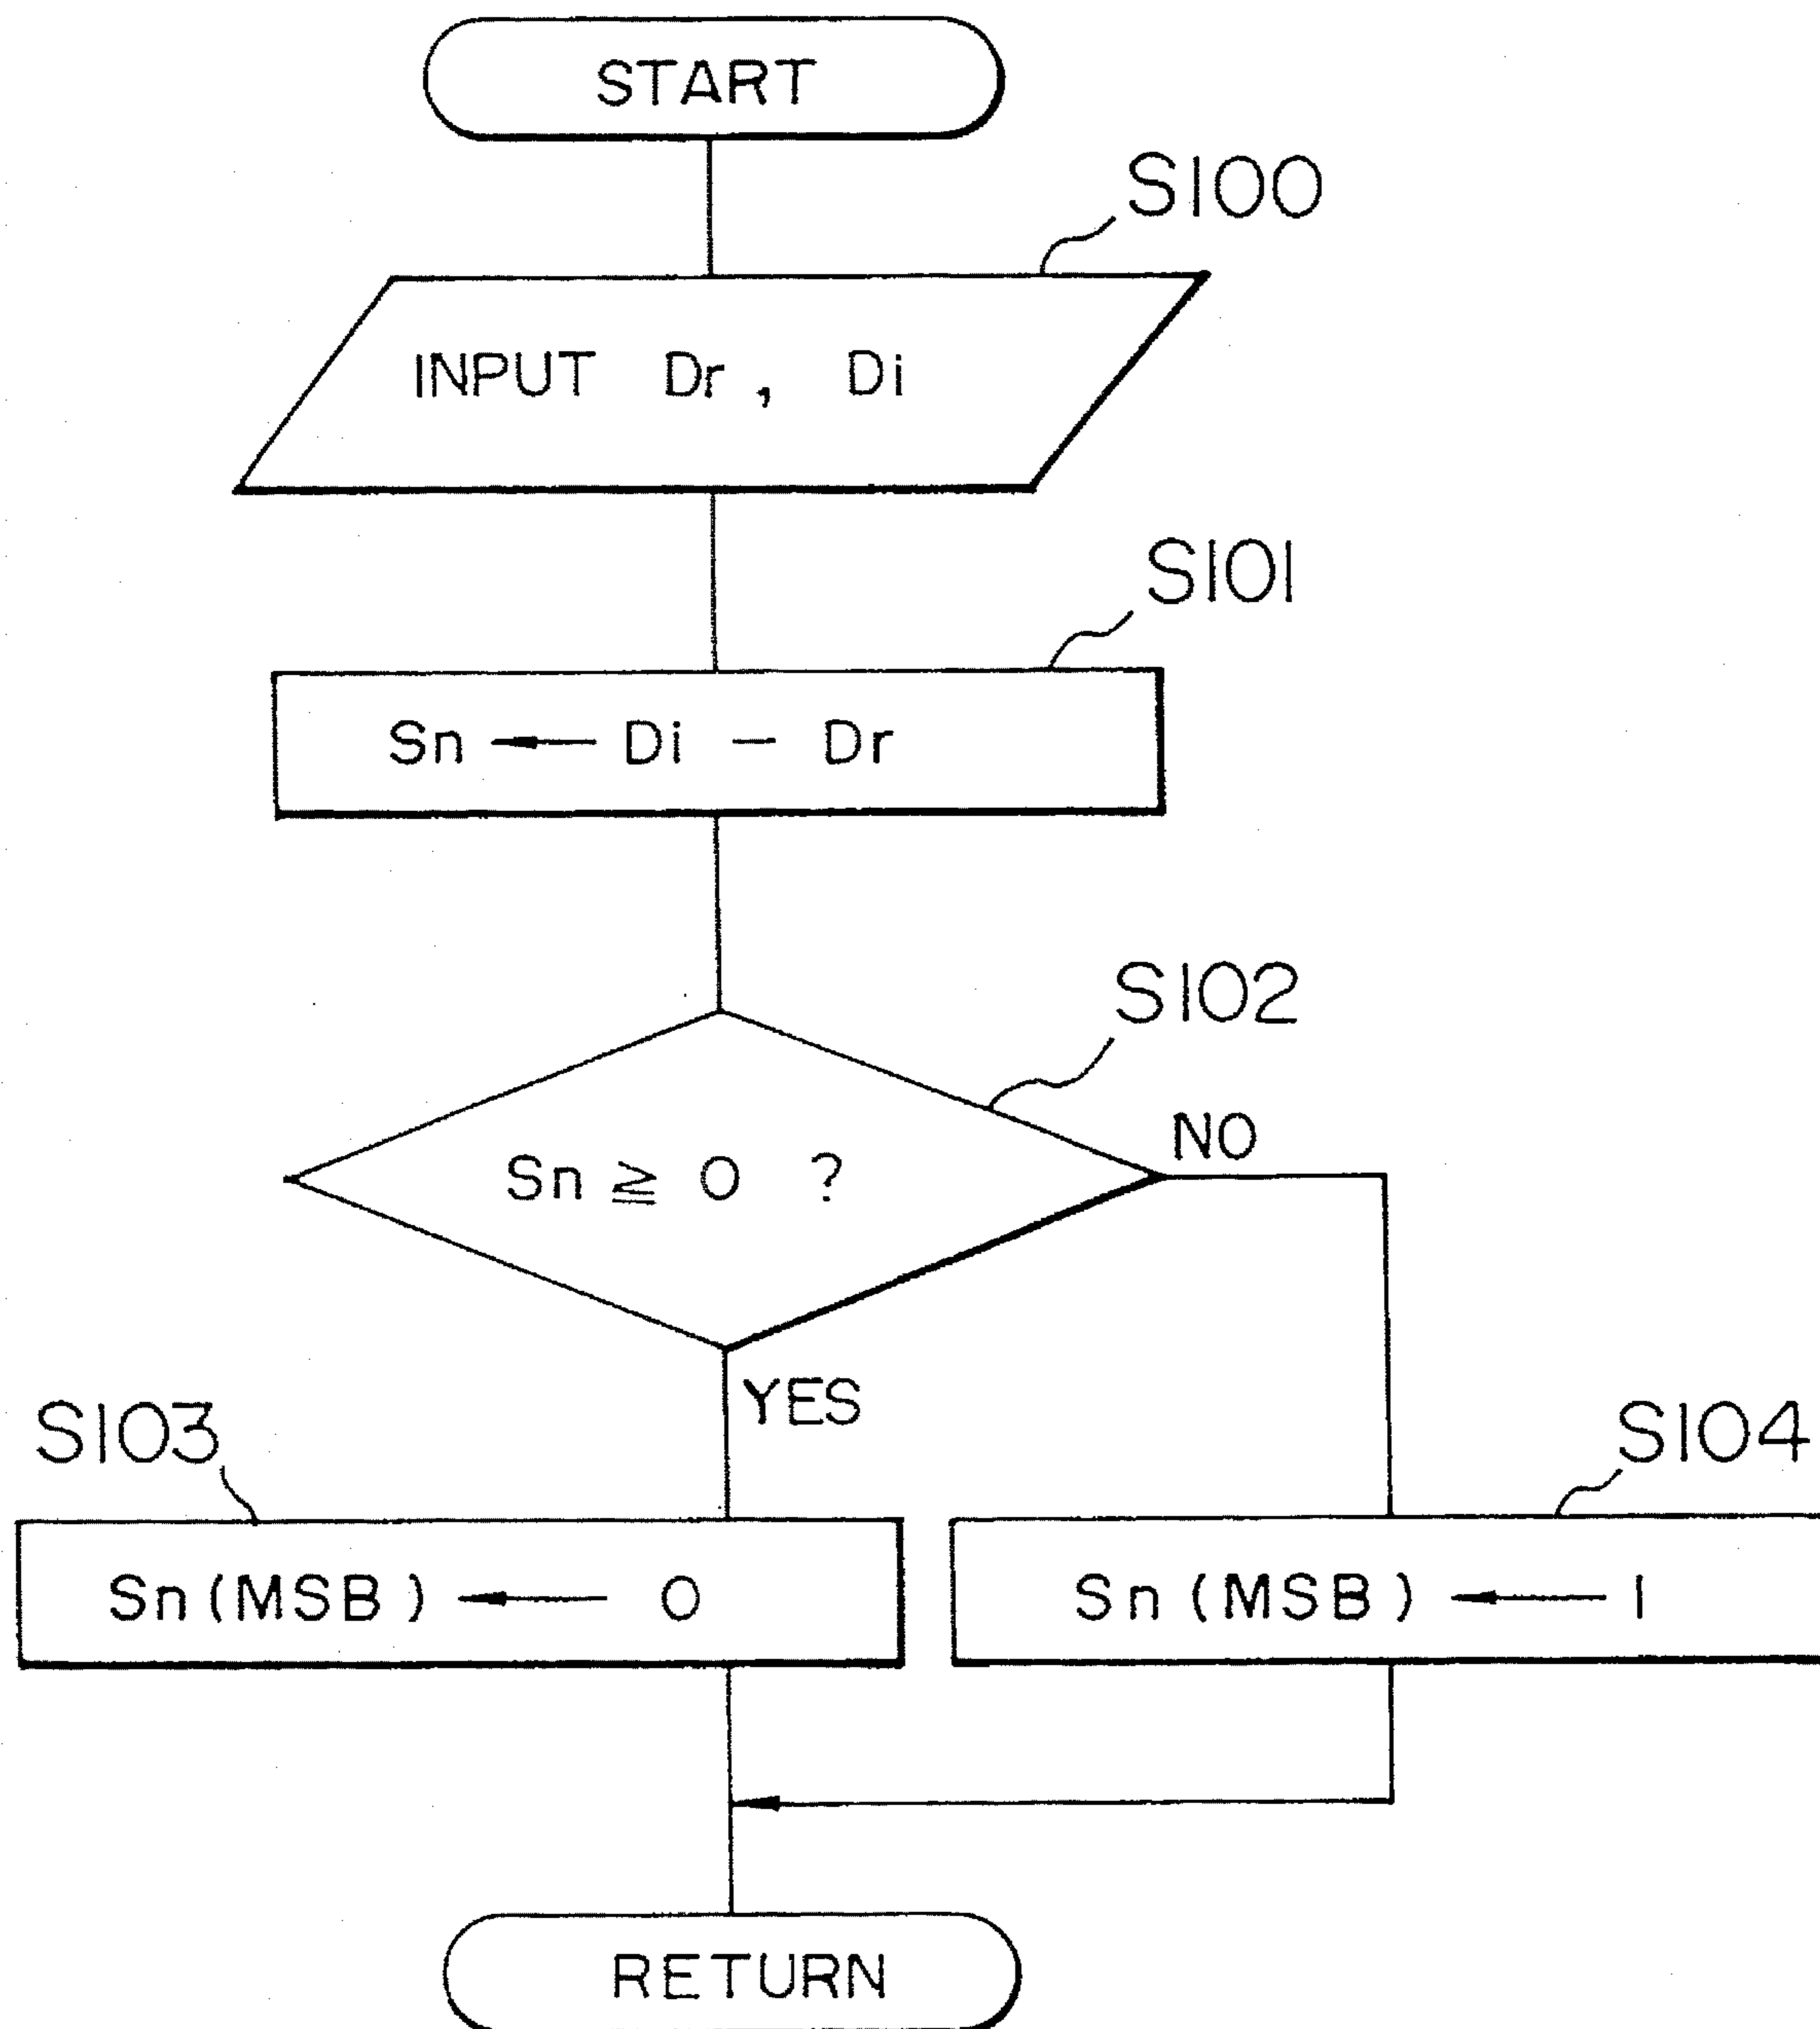 START
S100
INPUT Dr, Di
S101
Sn ← Di − Dr
S102
Sn ≧ 0 ?
NO
YES
S103
S104
Sn(MSB) ← 0
Sn(MSB) ← 1
RETURN